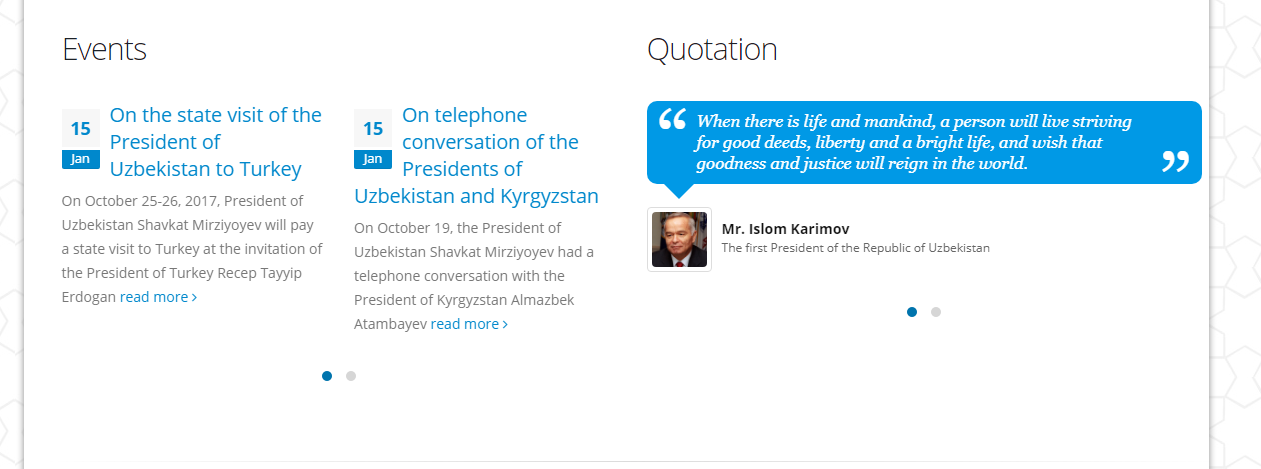 Events
15
Jan
On the state visit of the
President of
Uzbekistan to Turkey
On October 25-26, 2017, President of
Uzbekistan Shavkat Mirziyoyev will pay
a state visit to Turkey at the invitation of
the President of Turkey Recep Tayyip
Erdogan read more ›
15
Jan
On telephone
conversation of the
Presidents of
Uzbekistan and Kyrgyzstan
On October 19, the President of
Uzbekistan Shavkat Mirziyoyev had a
telephone conversation with the
President of Kyrgyzstan Almazbek
Atambayev read more ›
Quotation
“ When there is life and mankind, a person will live striving
for good deeds, liberty and a bright life, and wish that
goodness and justice will reign in the world. ”
Mr. Islom Karimov
The first President of the Republic of Uzbekistan